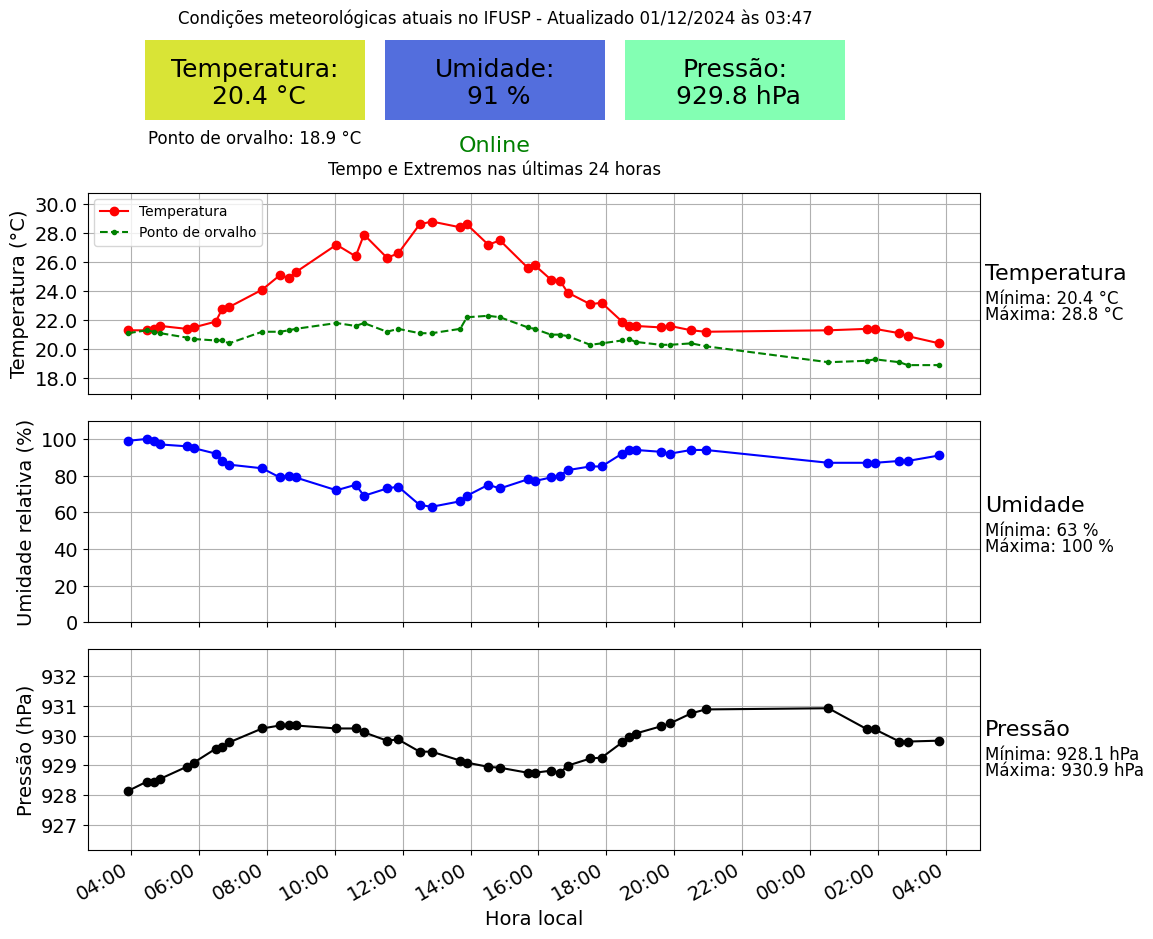 Condições meteorológicas atuais no IFUSP - Atualizado 01/12/2024 às 03:47
Temperatura:
20.4 °C
Umidade:
91 %
Pressão:
929.8 hPa
Ponto de orvalho: 18.9 °C
Online
Tempo e Extremos nas últimas 24 horas
Temperatura (°C)
30.0
28.0
26.0
24.0
22.0
20.0
18.0
Temperatura
Ponto de orvalho
Temperatura
Mínima: 20.4 °C
Máxima: 28.8 °C
Umidade relativa (%)
100
80
60
40
20
0
Umidade
Mínima: 63 %
Máxima: 100 %
Pressão (hPa)
932
931
930
929
928
927
Pressão
Mínima: 928.1 hPa
Máxima: 930.9 hPa
04:00 06:00 08:00 10:00 12:00 14:00 16:00 18:00 20:00 22:00 00:00 02:00 04:00
Hora local